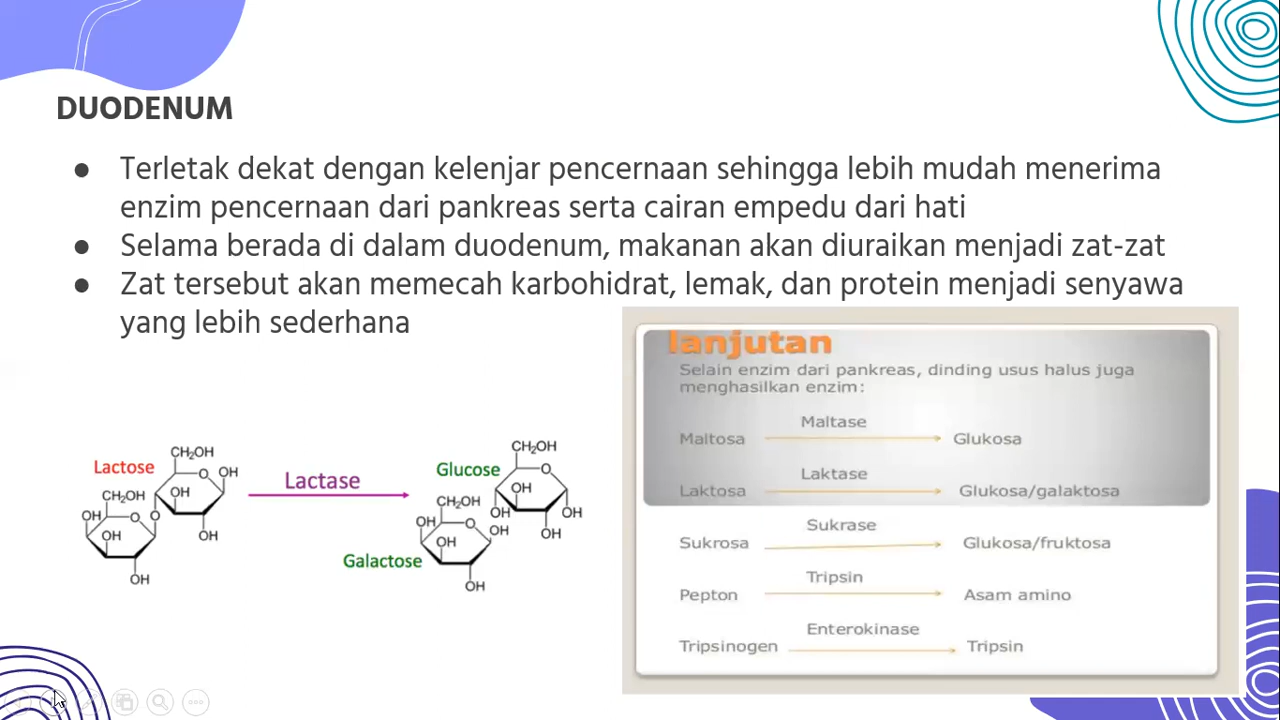 DUODENUM
● Terletak dekat dengan kelenjar pencernaan sehingga lebih mudah menerima
enzim pencernaan dari pankreas serta cairan empedu dari hati
● Selama berada di dalam duodenum, makanan akan diuraikan menjadi zat-zat
● Zat tersebut akan memecah karbohidrat, lemak, dan protein menjadi senyawa
yang lebih sederhana
Lactose
CH₂OH
O
OH
CH₂OH
OH
OH
O
O
OH
OH
OH
Lactase
Glucose
CH₂OH
O
OH
OH
OH
OH
CH₂OH
OH
O
OH
OH
Galactose
OH
lanjutan
Selain enzim dari pankreas, dinding usus halus juga
menghasilkan enzim:
Maltase
Maltosa Glukosa
Laktase
Laktosa Glukosa/galaktosa
Sukrase
Sukrosa Glukosa/fruktosa
Tripsin
Pepton Asam amino
Enterokinase
Tripsinogen Tripsin